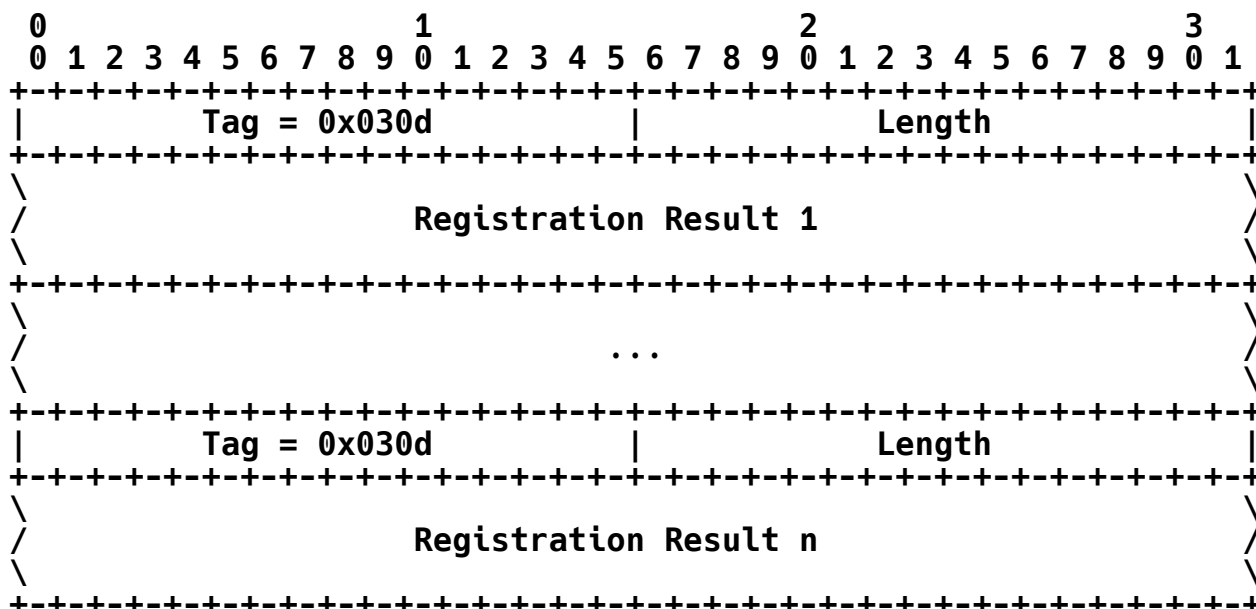 0                   1                   2                   3
 0 1 2 3 4 5 6 7 8 9 0 1 2 3 4 5 6 7 8 9 0 1 2 3 4 5 6 7 8 9 0 1
+-+-+-+-+-+-+-+-+-+-+-+-+-+-+-+-+-+-+-+-+-+-+-+-+-+-+-+-+-+-+-+-+
|         Tag = 0x030d          |            Length             |
+-+-+-+-+-+-+-+-+-+-+-+-+-+-+-+-+-+-+-+-+-+-+-+-+-+-+-+-+-+-+-+-+
\                                                               \
/                    Registration Result 1                      /
\                                                               \
+-+-+-+-+-+-+-+-+-+-+-+-+-+-+-+-+-+-+-+-+-+-+-+-+-+-+-+-+-+-+-+-+
\                                                               \
/                              ...                              /
\                                                               \
+-+-+-+-+-+-+-+-+-+-+-+-+-+-+-+-+-+-+-+-+-+-+-+-+-+-+-+-+-+-+-+-+
|         Tag = 0x030d          |            Length             |
+-+-+-+-+-+-+-+-+-+-+-+-+-+-+-+-+-+-+-+-+-+-+-+-+-+-+-+-+-+-+-+-+
\                                                               \
/                    Registration Result n                      /
\                                                               \
+-+-+-+-+-+-+-+-+-+-+-+-+-+-+-+-+-+-+-+-+-+-+-+-+-+-+-+-+-+-+-+-+